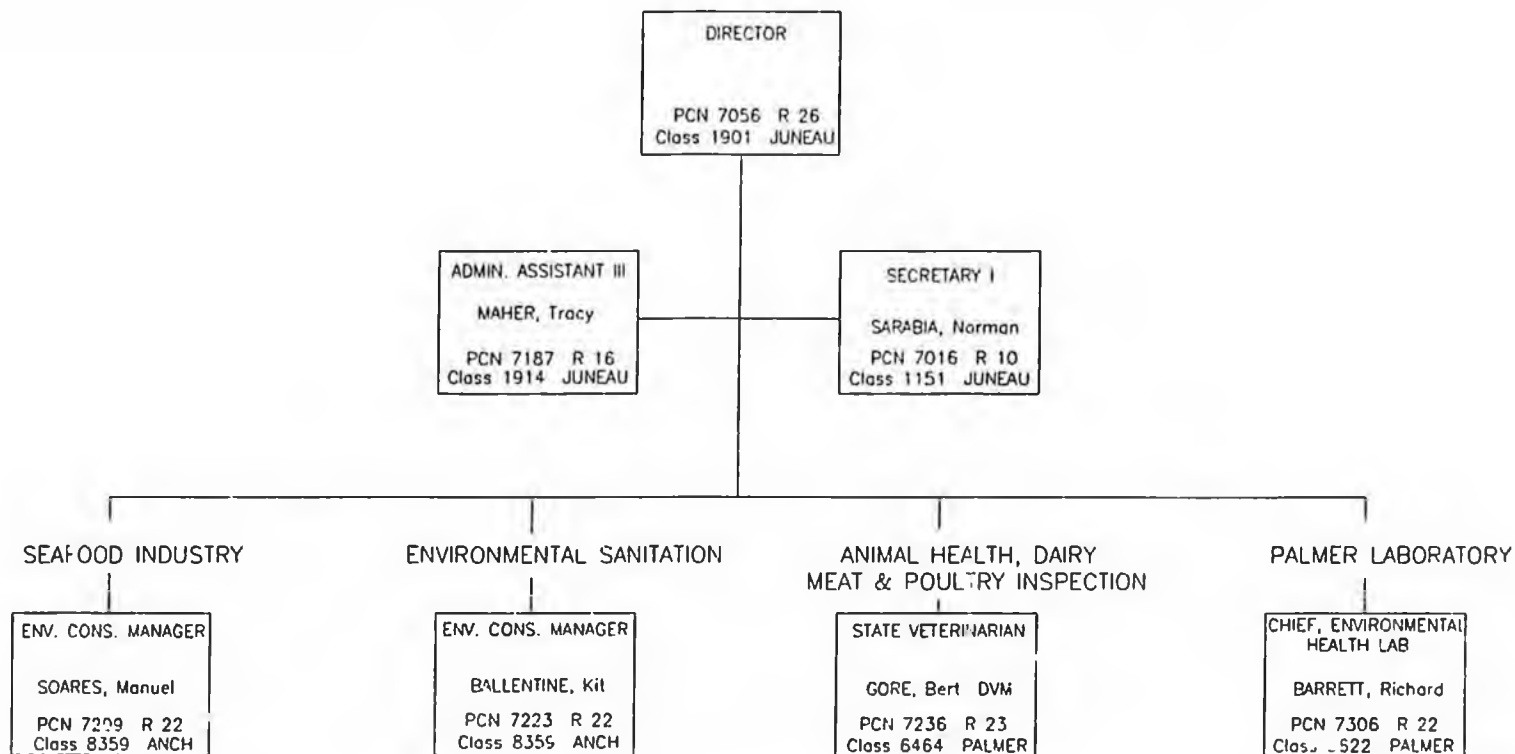 DIRECTOR
PCN 7056 R 26
Class 1901 JUNEAU
ADMIN. ASSISTANT III
MAHER, Tracy
PCN 7187 R 16
Class 1914 JUNEAU
SECRETARY I
SARABIA, Norman
PCN 7016 R 10
Class 1151 JUNEAU
SEAFOOD INDUSTRY
ENV. CONS. MANAGER
SOARES, Manuel
PCN R 22
Class 8359 ANCH
ENVIRONMENTAL SANITATION
ENV. CONS. MANAGER
BALLENTINE, Kit
PCN 7223 R 22
Class 8359 ANCH
ANIMAL HEALTH, DAIRY
MEAT & POULTRY INSPECTION
STATE VETERINARIAN
GORE, Bert DVM
PCN 7236 R 23
Class 6464 PALMER
PALMER LABORATORY
CHIEF, ENVIRONMENTAL
HEALTH LAB
BARRETT, Richard
PCN 7306 R 22
Class PALMER